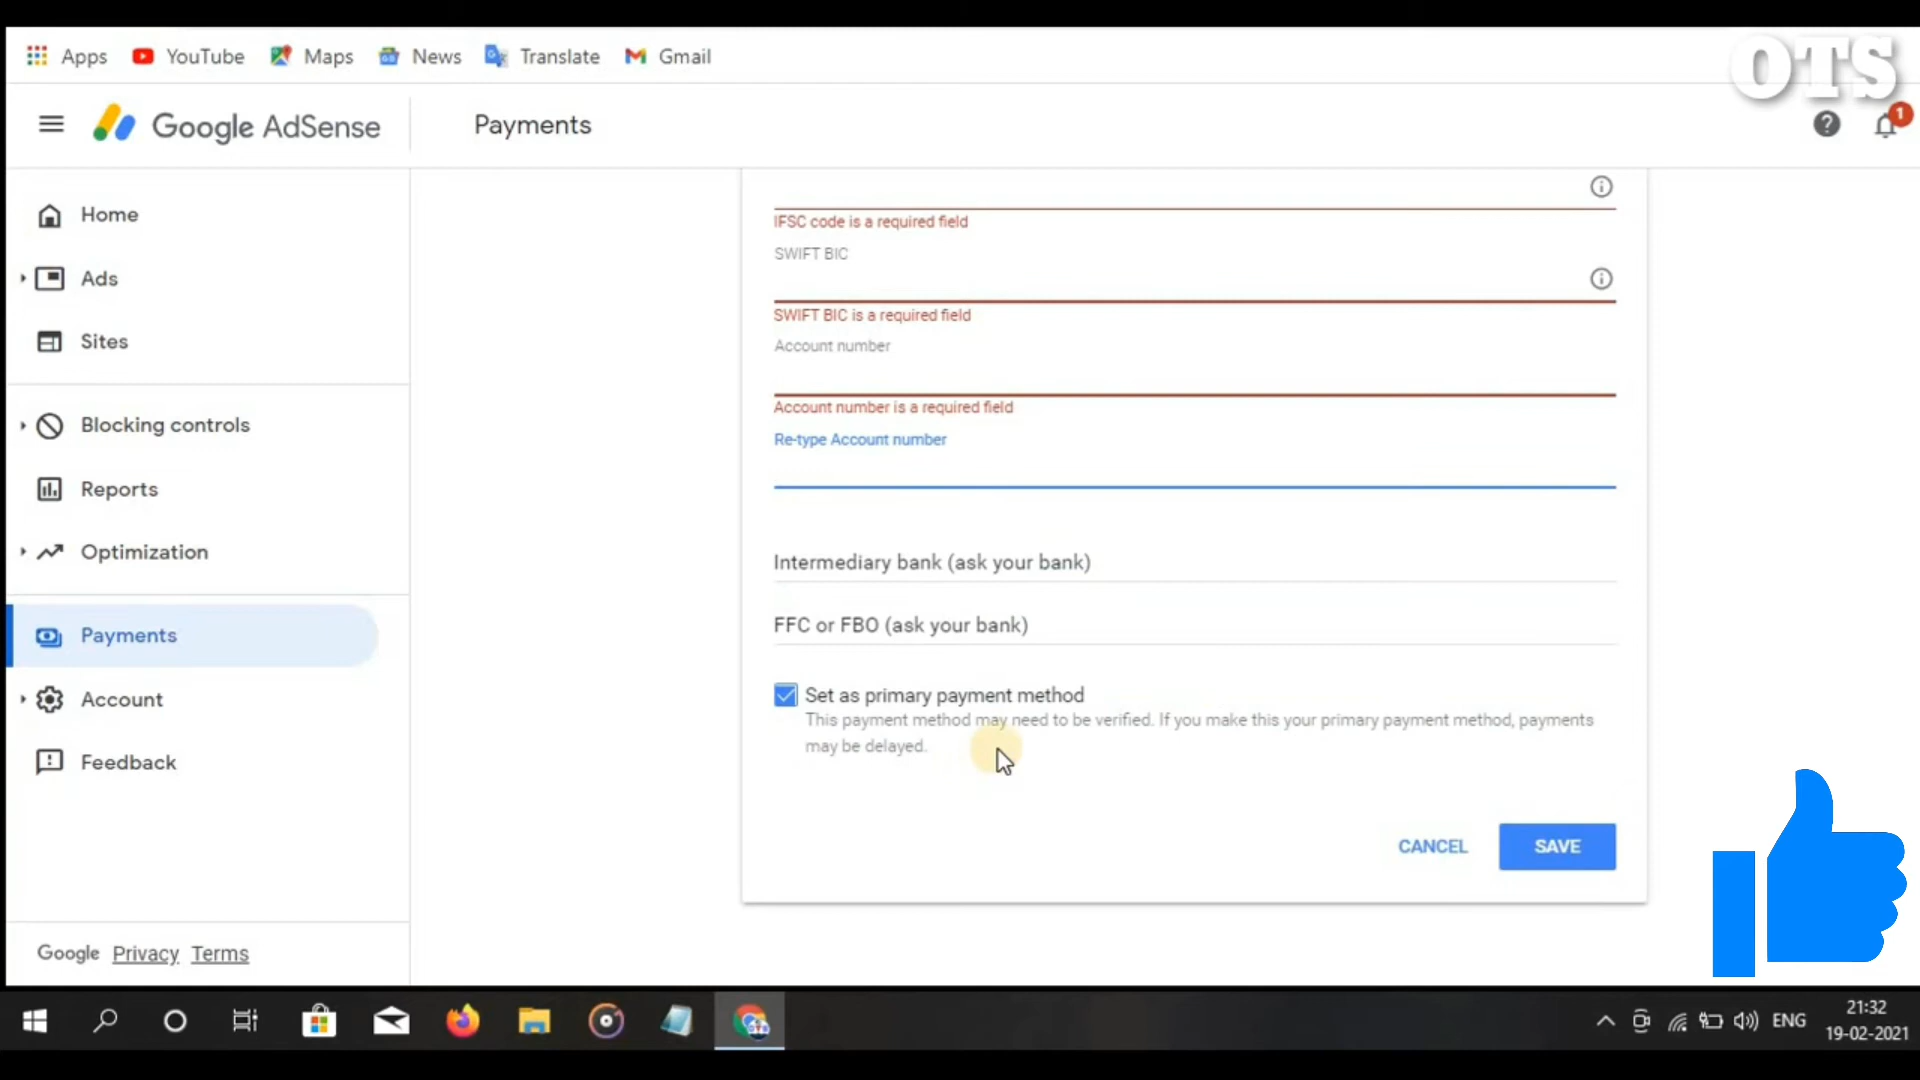 Apps YouTube Maps News Translate Gmail
OTS
Google AdSense Payments
1
Home
Ads
Sites
Blocking controls
Reports
Optimization
Payments
Account
Feedback
Google Privacy Terms
IFSC code is a required field
SWIFT BIC
SWIFT BIC is a required field
Account number
Account number is a required field
Re-type Account number
Intermediary bank (ask your bank)
FFC or FBO (ask your bank)
Set as primary payment method
This payment method may need to be verified. If you make this your primary payment method, payments
may be delayed.
CANCEL SAVE
ENG
21:32
19-02-2021